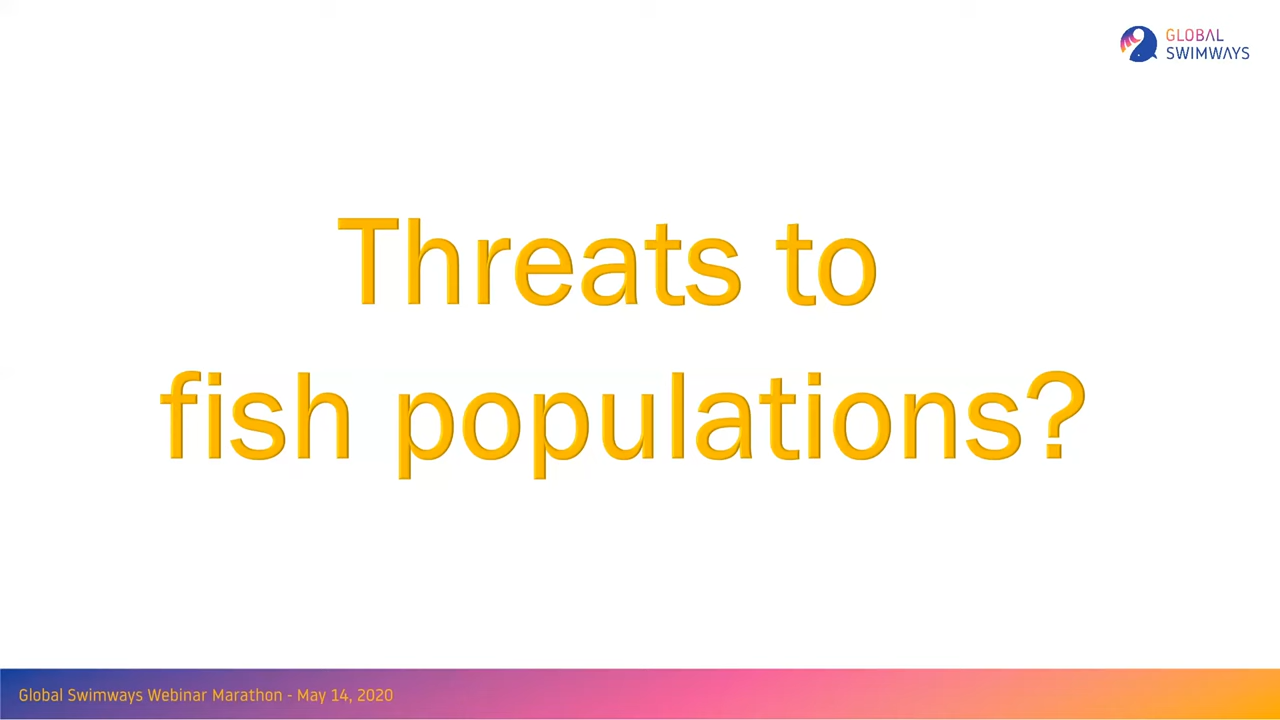 GLOBAL
SWIMWAYS
Threats to
fish populations?
Global Swimways Webinar Marathon - May 14, 2020